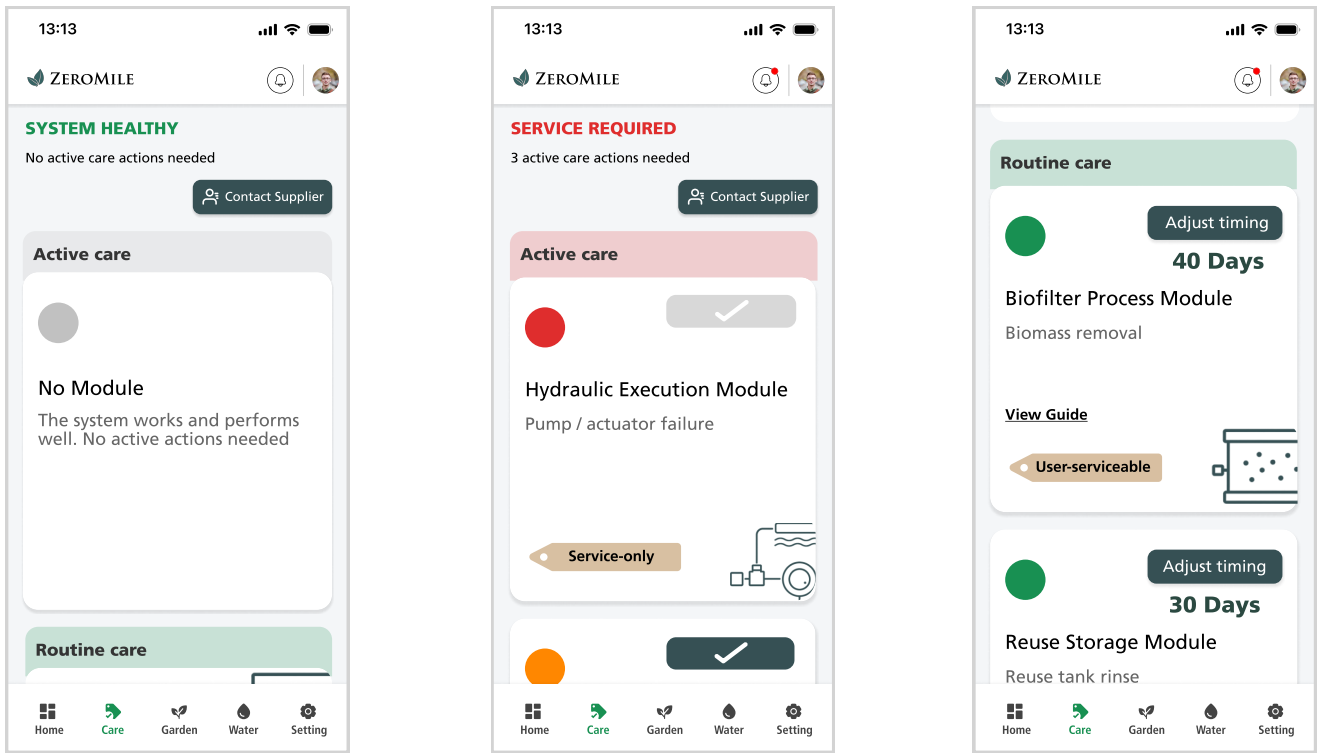 13:13
ZEROMILE
SYSTEM HEALTHY
No active care actions needed
Contact Supplier
Active care
No Module
The system works and performs
well. No active actions needed
Routine care
Home Care Garden Water Setting
13:13
ZEROMILE
SERVICE REQUIRED
3 active care actions needed
Contact Supplier
Active care
Hydraulic Execution Module
Pump / actuator failure
Service-only
Home Care Garden Water Setting
13:13
ZEROMILE
Routine care
Adjust timing
40 Days
Biofilter Process Module
Biomass removal
View Guide
User-serviceable
Adjust timing
30 Days
Reuse Storage Module
Reuse tank rinse
Home Care Garden Water Setting